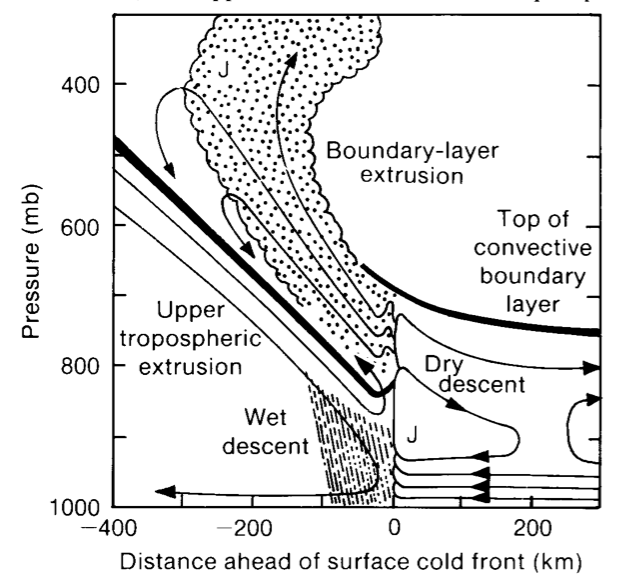 400
600
800
1000
Pressure (mb)
J
Boundary-layer
extrusion
Top of
convective
boundary
layer
Upper
tropospheric
extrusion
Dry
descent
J
Wet
descent
−400
−200
0
200
Distance ahead of surface cold front (km)